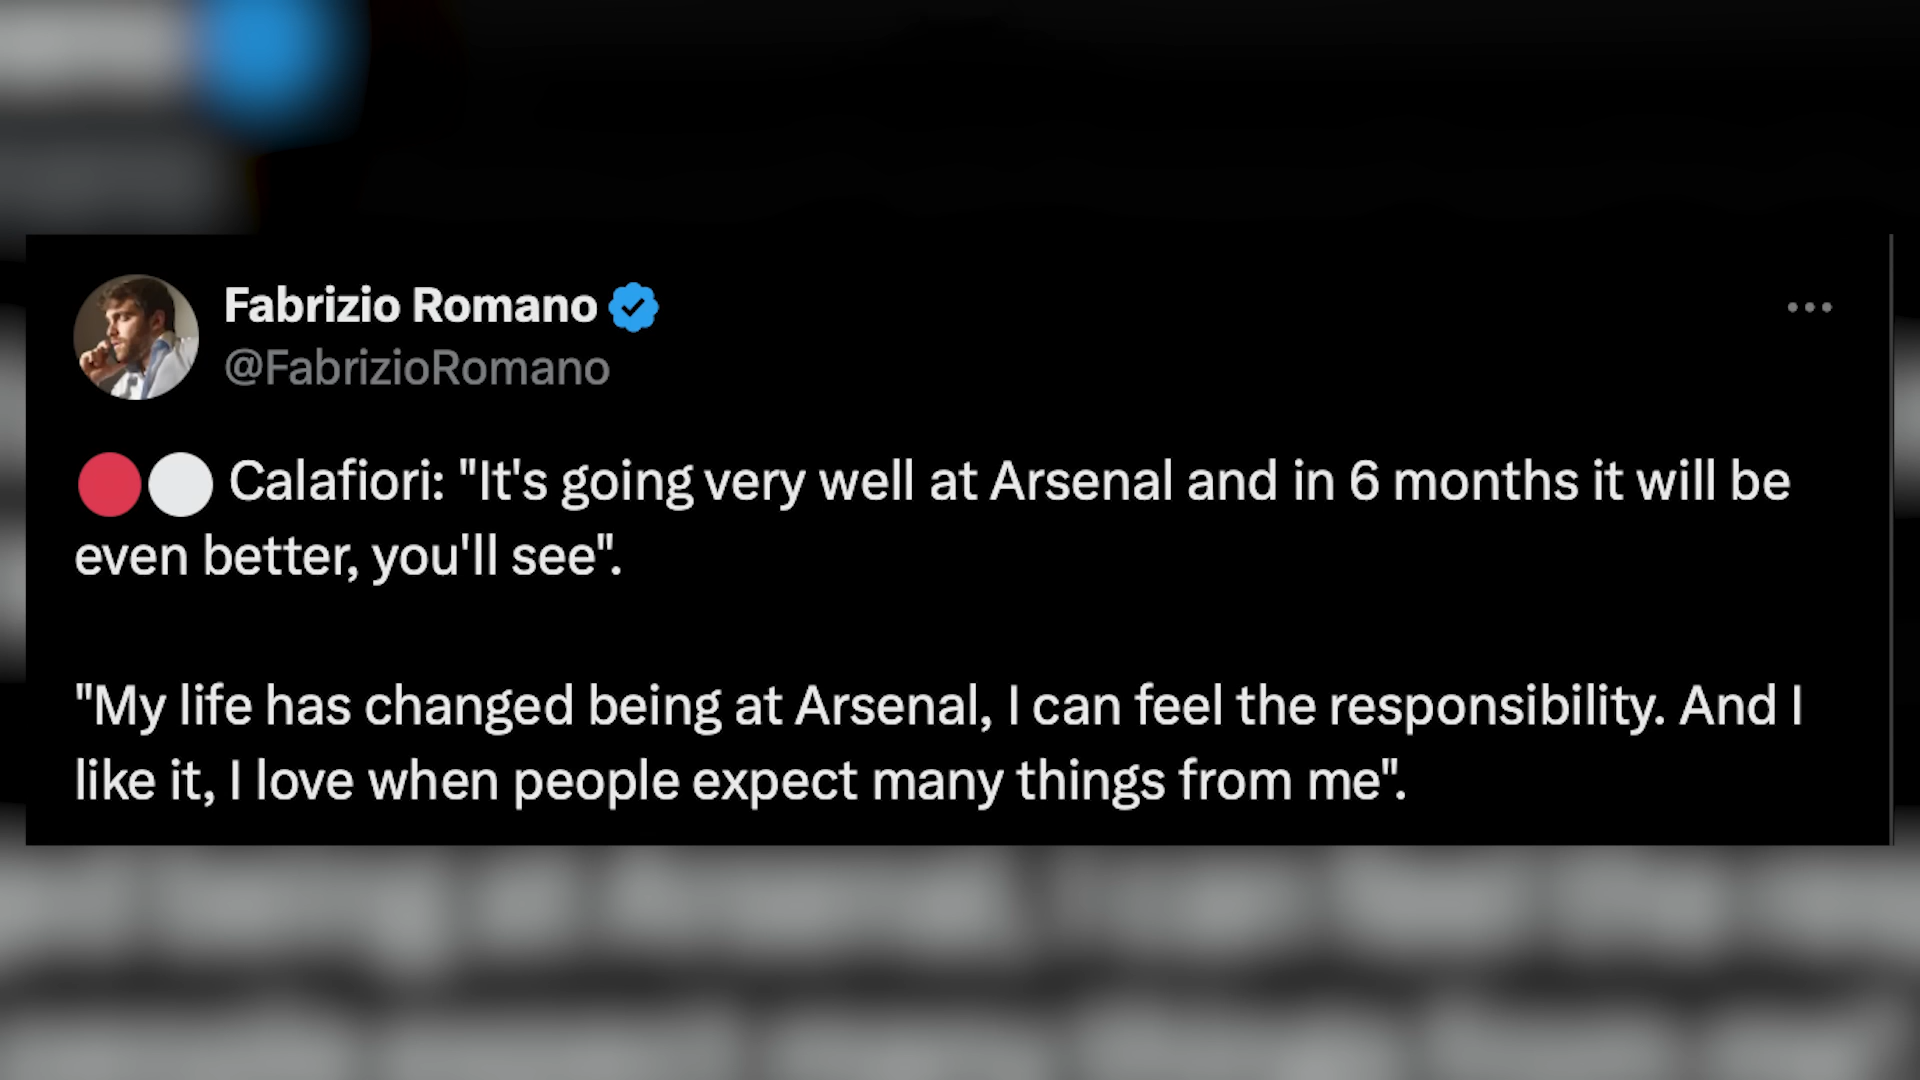 Fabrizio Romano
@FabrizioRomano
🔴⚪ Calafiori: "It's going very well at Arsenal and in 6 months it will be
even better, you'll see".
"My life has changed being at Arsenal, I can feel the responsibility. And I
like it, I love when people expect many things from me".